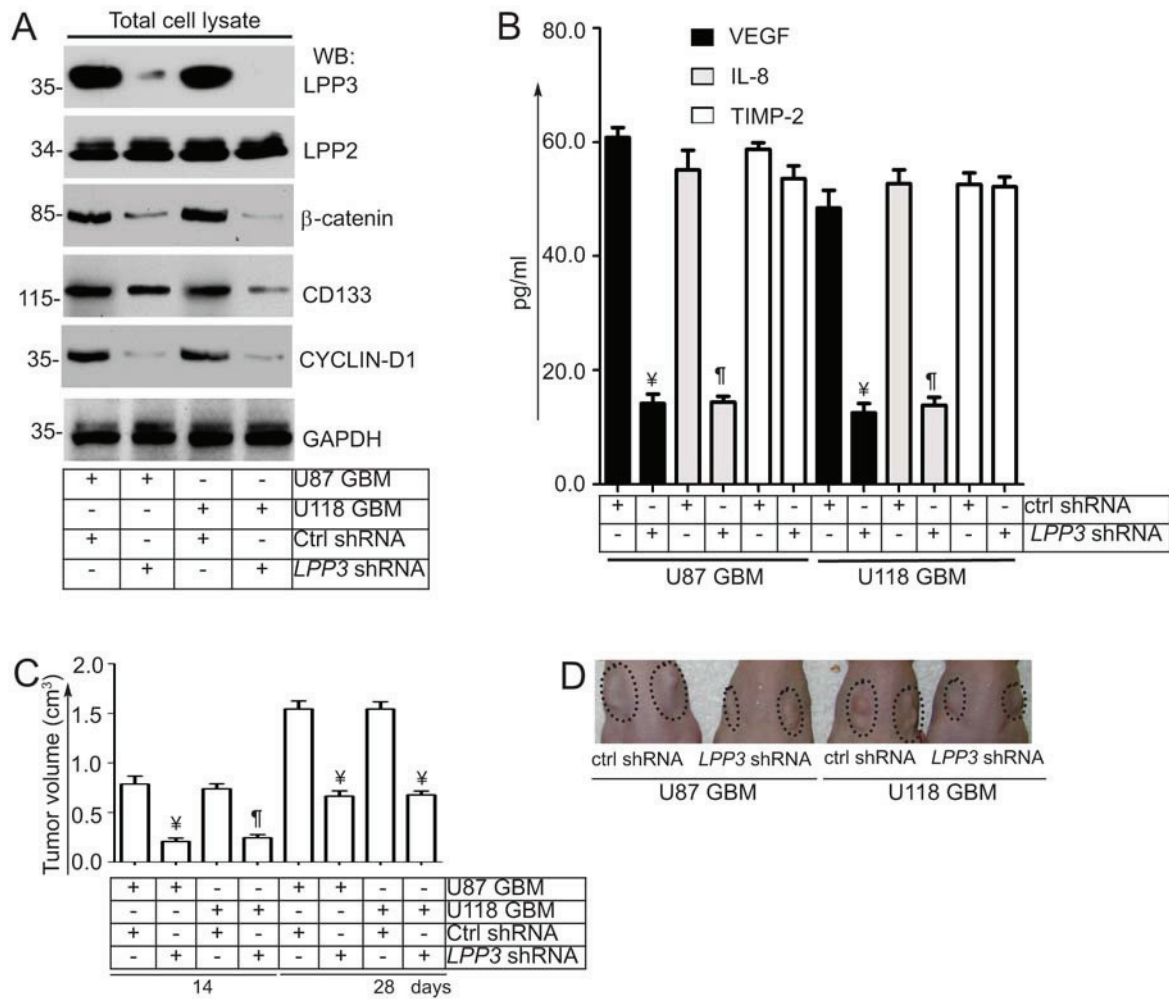 A
Total cell lysate
WB:
35- LPP3
34- LPP2
85- β-catenin
115- CD133
35- CYCLIN-D1
35- GAPDH
+ + - - U87 GBM
- - + + U118 GBM
+ - + - Ctrl shRNA
- + - + LPP3 shRNA
B
80.0
60.0
40.0
20.0
0.0
pg/ml
VEGF
IL-8
TIMP-2
¥ ¶ ¥ ¶
+ - + - + - + - + - + - ctrl shRNA
- + - + - + - + - + - + LPP3 shRNA
U87 GBM U118 GBM
C
Tumor volume (cm³)
2.0
1.5
1.0
0.5
0.0
¥ ¶ ¥ ¥
+ + - - + + - - U87 GBM
- - + + - - + + U118 GBM
+ - + - + - + - Ctrl shRNA
- + - + - + - + LPP3 shRNA
14 28 days
D
ctrl shRNA LPP3 shRNA ctrl shRNA LPP3 shRNA
U87 GBM U118 GBM